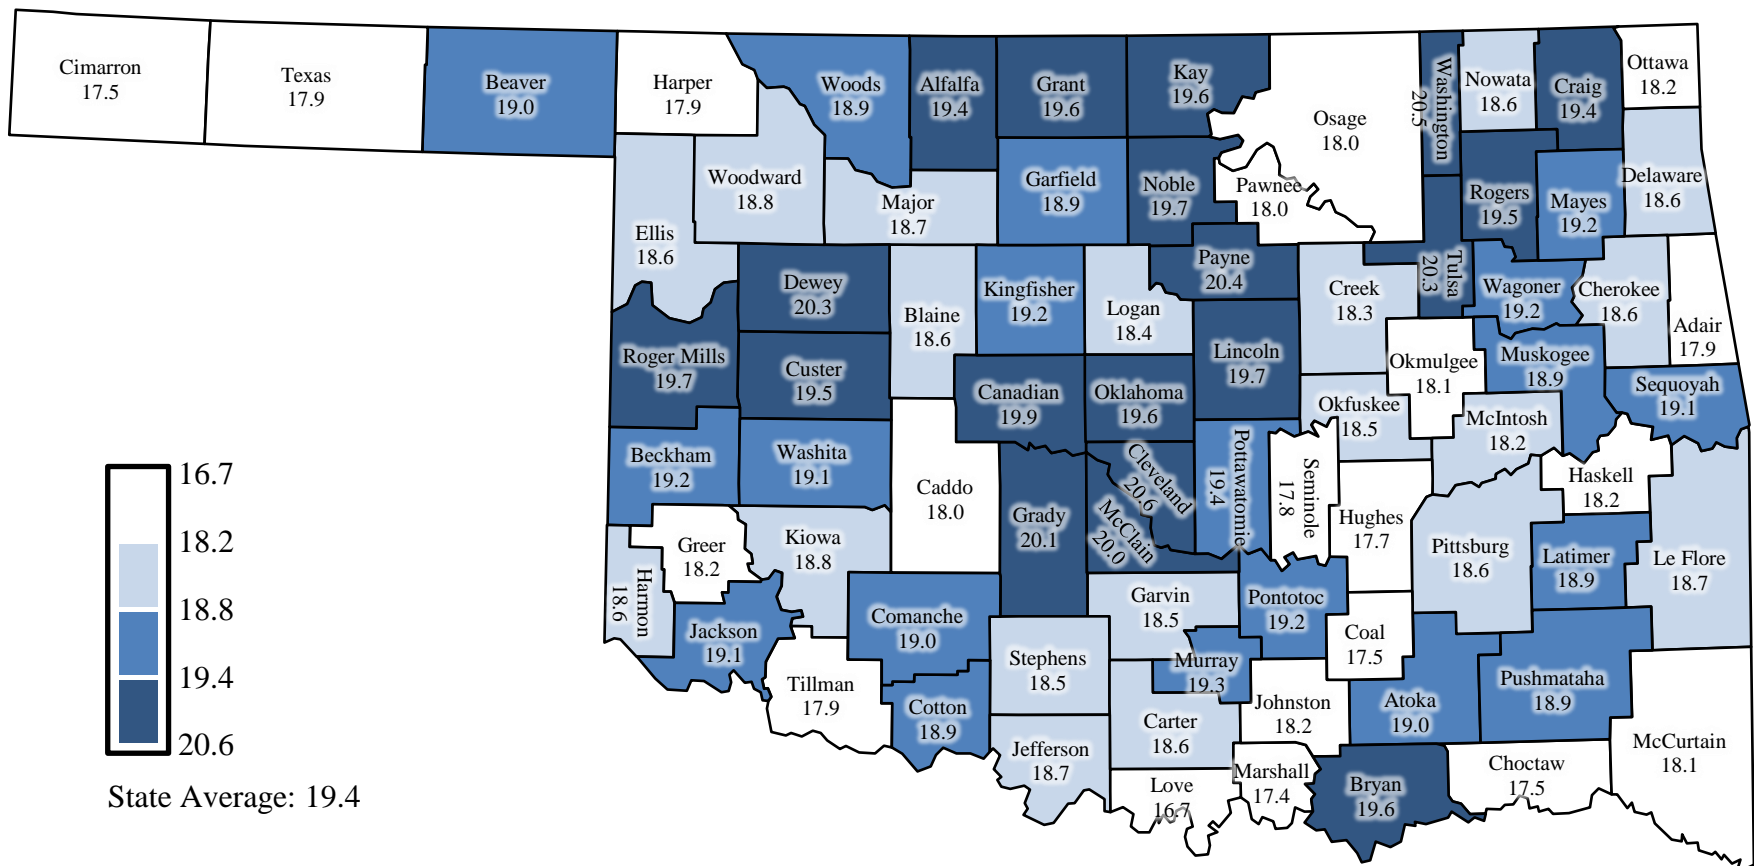 Cimarron
17.5
Texas
17.9
Beaver
19.0
Harper
17.9
Woods
18.9
Alfalfa
19.4
Grant
19.6
Kay
19.6
Osage
18.0
Washington
20.5
Nowata
18.6
Craig
19.4
Ottawa
18.2
Woodward
18.8
Major
18.7
Garfield
18.9
Noble
19.7
Pawnee
18.0
Rogers
19.5
Mayes
19.2
Delaware
18.6
Ellis
18.6
Dewey
20.3
Blaine
18.6
Kingfisher
19.2
Logan
18.4
Payne
20.4
Creek
18.3
Tulsa
20.3
Wagoner
19.2
Cherokee
18.6
Adair
17.9
Roger Mills
19.7
Custer
19.5
Canadian
19.9
Oklahoma
19.6
Lincoln
19.7
Okmulgee
18.1
Muskogee
18.9
Sequoyah
19.1
Okfuskee
18.5
McIntosh
18.2
Beckham
19.2
Washita
19.1
Caddo
18.0
Grady
20.1
Cleveland
20.6
McClain
20.0
Pottawatomie
19.4
Seminole
17.8
Hughes
17.7
Haskell
18.2
Pittsburg
18.6
Latimer
18.9
Le Flore
18.7
Greer
18.2
Kiowa
18.8
Harmon
18.6
Jackson
19.1
Comanche
19.0
Garvin
18.5
Pontotoc
19.2
Coal
17.5
Stephens
18.5
Murray
19.3
Tillman
17.9
Cotton
18.9
Carter
18.6
Johnston
18.2
Atoka
19.0
Pushmataha
18.9
Jefferson
18.7
Love
16.7
Marshall
17.4
Bryan
19.6
Choctaw
17.5
McCurtain
18.1
16.7
18.2
18.8
19.4
20.6
State Average: 19.4